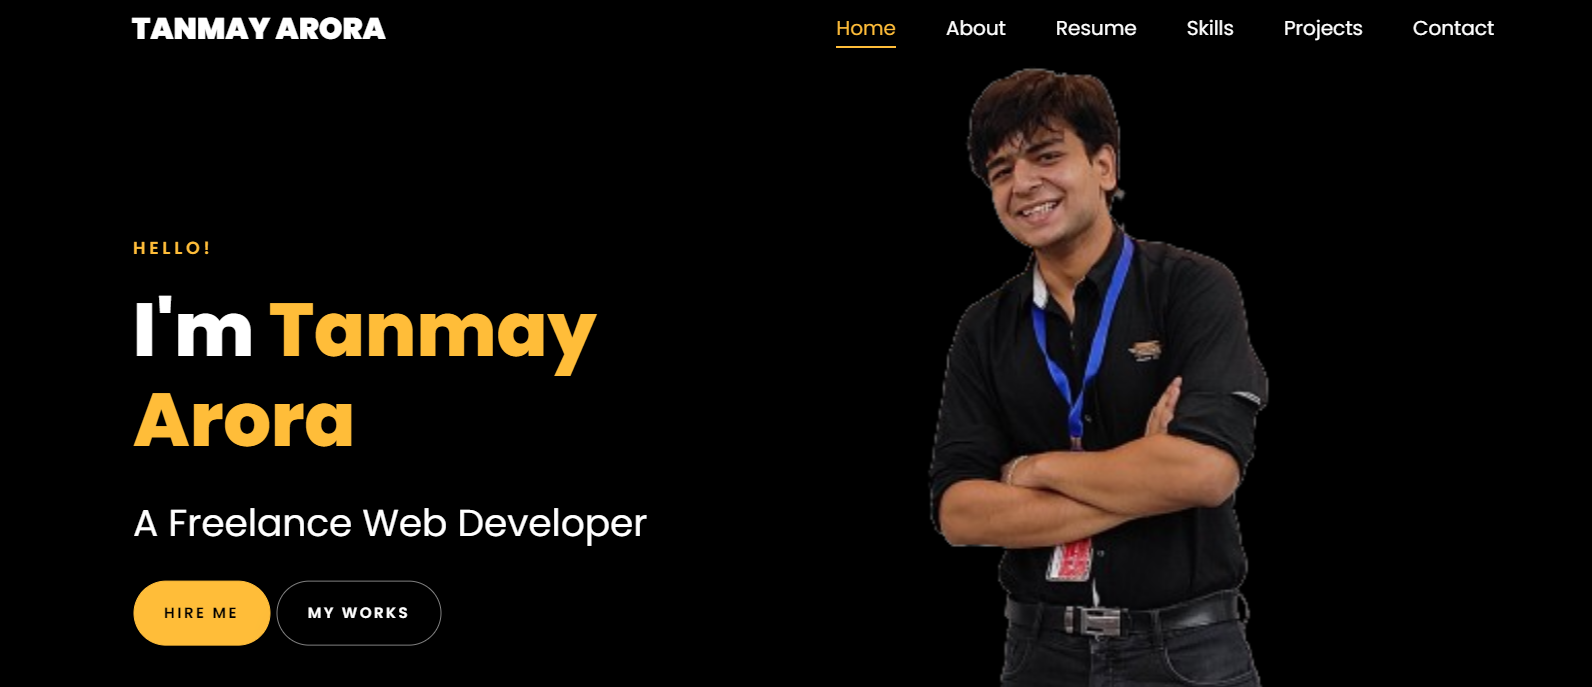 TANMAY ARORA
Home About Resume Skills Projects Contact
HELLO!
I'm Tanmay
Arora
A Freelance Web Developer
HIRE ME
MY WORKS